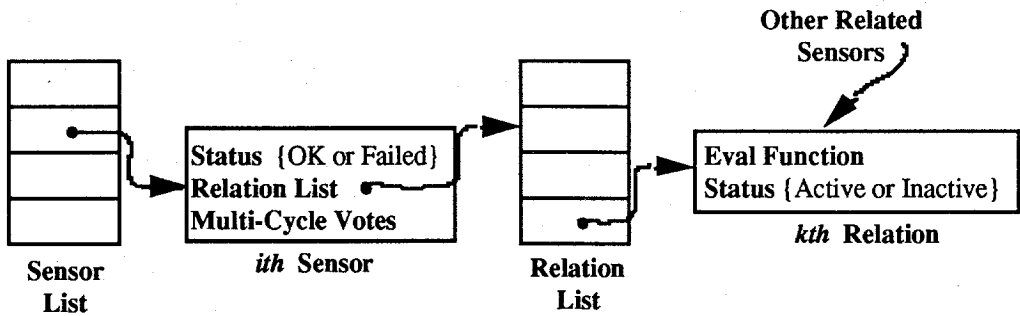 Other Related
Sensors
Status {OK or Failed}
Relation List
Multi-Cycle Votes
Eval Function
Status {Active or Inactive}
Sensor
List
ith Sensor
Relation
List
kth Relation